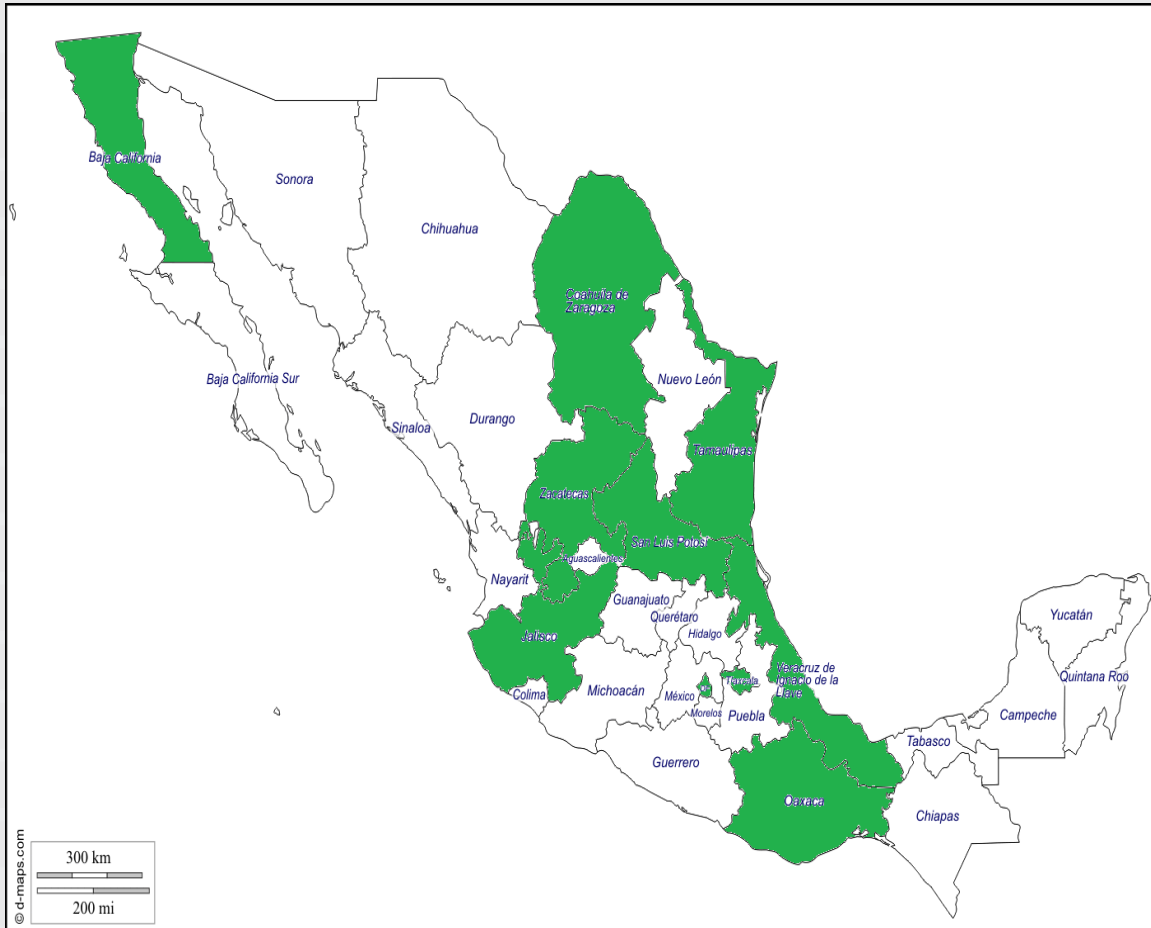 Baja California
Sonora
Chihuahua
Coahuila de
Zaragoza
Nuevo León
Baja California Sur
Sinaloa
Durango
Tamaulipas
Zacatecas
San Luis Potosí
Aguascalientes
Nayarit
Guanajuato
Querétaro
Hidalgo
Jalisco
Yucatán
Quintana Roo
Veracruz de
Ignacio de la
Llave
Tlaxcala
Colima
Michoacán
México
Morelos
Puebla
Campeche
Tabasco
Guerrero
Oaxaca
Chiapas
300 km
200 mi
© d-maps.com